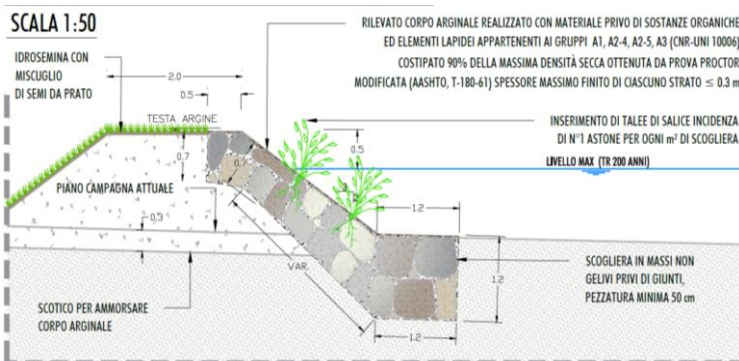 SCALA 1:50
RILEVATO CORPO ARGINALE REALIZZATO CON MATERIALE PRIVO DI SOSTANZE ORGANICHE
ED ELEMENTI LAPIDEI APPARTENENTI AI GRUPPI A1, A2-4, A2-5, A3 (CNR-UNI 10006)
COSTIPATO 90% DELLA MASSIMA DENSITÀ SECCA OTTENUTA DA PROVA PROCTOR
MODIFICATA (AASHTO, T-180-61) SPESSORE MASSIMO FINITO DI CIASCUNO STRATO ≤ 0.3 m
IDROSEMINA CON
MISCUGLIO
DI SEMI DA PRATO
2.0
0.5
TESTA ARGINE
INSERIMENTO DI TALEE DI SALICE INCIDENZA
DI N°1 ASTONE PER OGNI m² DI SCOGLIERA
0.5
LIVELLO MAX (TR 200 ANNI)
0.7
PIANO CAMPAGNA ATTUALE
0.3
1.2
VAR.
1.2
SCOGLIERA IN MASSI NON
GELIVI PRIVI DI GIUNTI,
PEZZATURA MINIMA 50 cm
SCOTICO PER AMMORSARE
CORPO ARGINALE
1.2